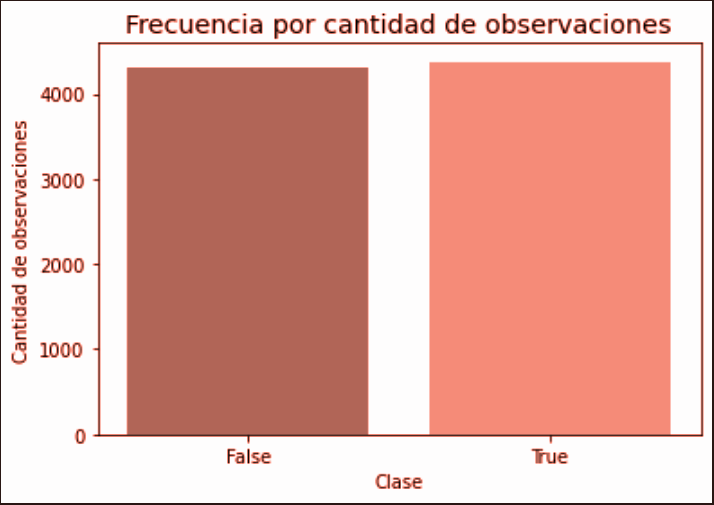 Frecuencia por cantidad de observaciones
Cantidad de observaciones
4000
3000
2000
1000
0
False
True
Clase